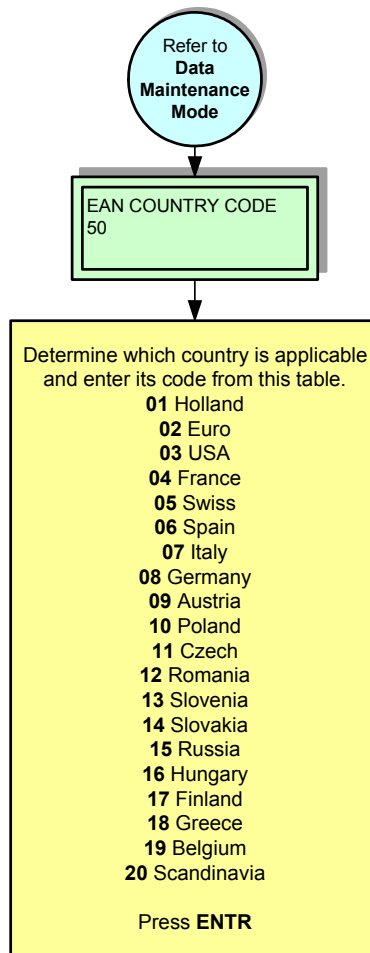 Refer to
Data
Maintenance
Mode
EAN COUNTRY CODE
50
Determine which country is applicable
and enter its code from this table.
01 Holland
02 Euro
03 USA
04 France
05 Swiss
06 Spain
07 Italy
08 Germany
09 Austria
10 Poland
11 Czech
12 Romania
13 Slovenia
14 Slovakia
15 Russia
16 Hungary
17 Finland
18 Greece
19 Belgium
20 Scandinavia
Press ENTR